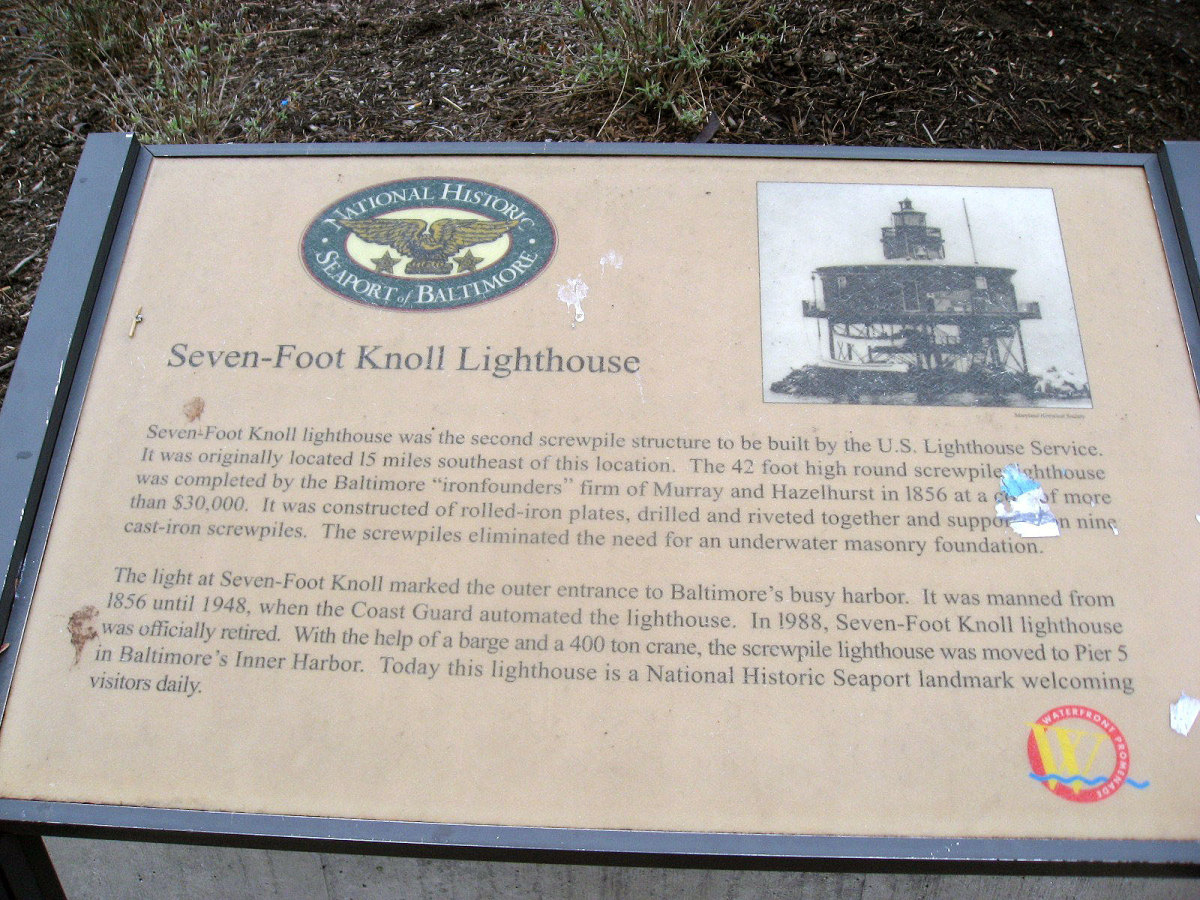 NATIONAL HISTORIC
SEAPORT of BALTIMORE
Seven-Foot Knoll Lighthouse
Maryland Historical Society
Seven-Foot Knoll lighthouse was the second screwpile structure to be built by the U.S. Lighthouse Service.
It was originally located 15 miles southeast of this location. The 42 foot high round screwpile lighthouse
was completed by the Baltimore “ironfounders” firm of Murray and Hazelhurst in 1856 at a of more
than $30,000. It was constructed of rolled-iron plates, drilled and riveted together and nine
cast-iron screwpiles. The screwpiles eliminated the need for an underwater masonry foundation.
The light at Seven-Foot Knoll marked the outer entrance to Baltimore’s busy harbor. It was manned from
1856 until 1948, when the Coast Guard automated the lighthouse. In 1988, Seven-Foot Knoll lighthouse
was officially retired. With the help of a barge and a 400 ton crane, the screwpile lighthouse was moved to Pier 5
in Baltimore’s Inner Harbor. Today this lighthouse is a National Historic Seaport landmark welcoming
visitors daily.
WATERFRONT PROMENADE
W